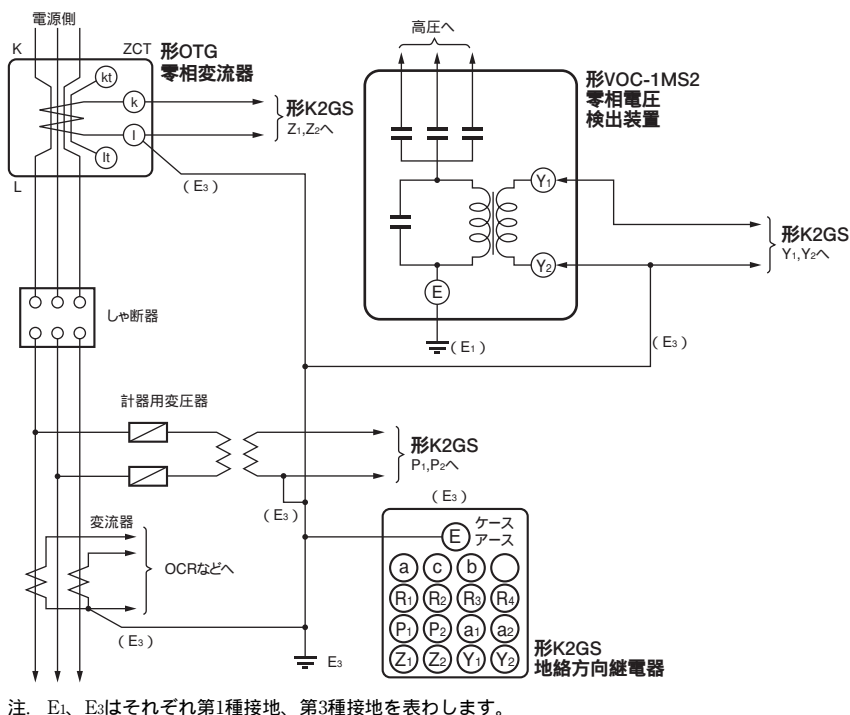 電源側
K
ZCT
形OTG
零相変流器
kt
k
l
lt
L
形K2GS
Z1,Z2へ
(E3)
高圧へ
形VOC-1MS2
零相電圧
検出装置
Y1
Y2
E
(E1)
形K2GS
Y1,Y2へ
(E3)
しゃ断器
計器用変圧器
形K2GS
P1,P2へ
(E3)
変流器
OCRなどへ
(E3)
E3
(E3)
E
ケース
アース
a c b
R1 R2 R3 R4
P1 P2 a1 a2
Z1 Z2 Y1 Y2
形K2GS
地絡方向継電器
注. E1、E3はそれぞれ第1種接地、第3種接地を表わします。